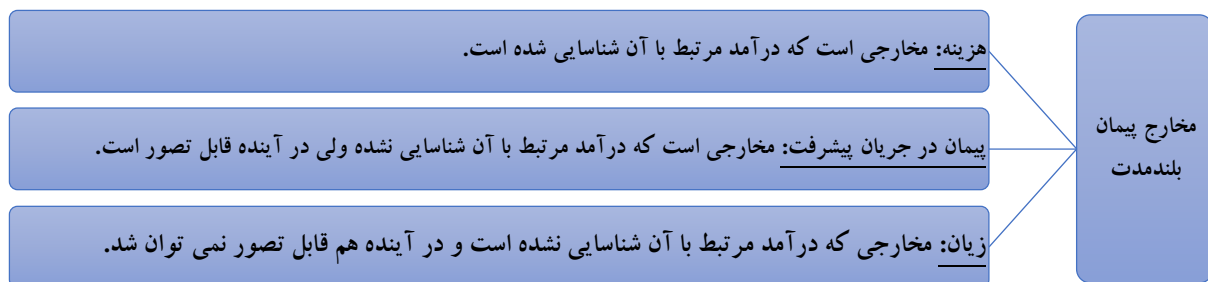 مخارج پیمان
بلندمدت
هزینه: مخارجی است که درآمد مرتبط با آن شناسایی شده است.
پیمان در جریان پیشرفت: مخارجی است که درآمد مرتبط با آن شناسایی نشده ولی در آینده قابل تصور است.
زیان: مخارجی که درآمد مرتبط با آن شناسایی نشده است و در آینده هم قابل تصور نمی توان شد.